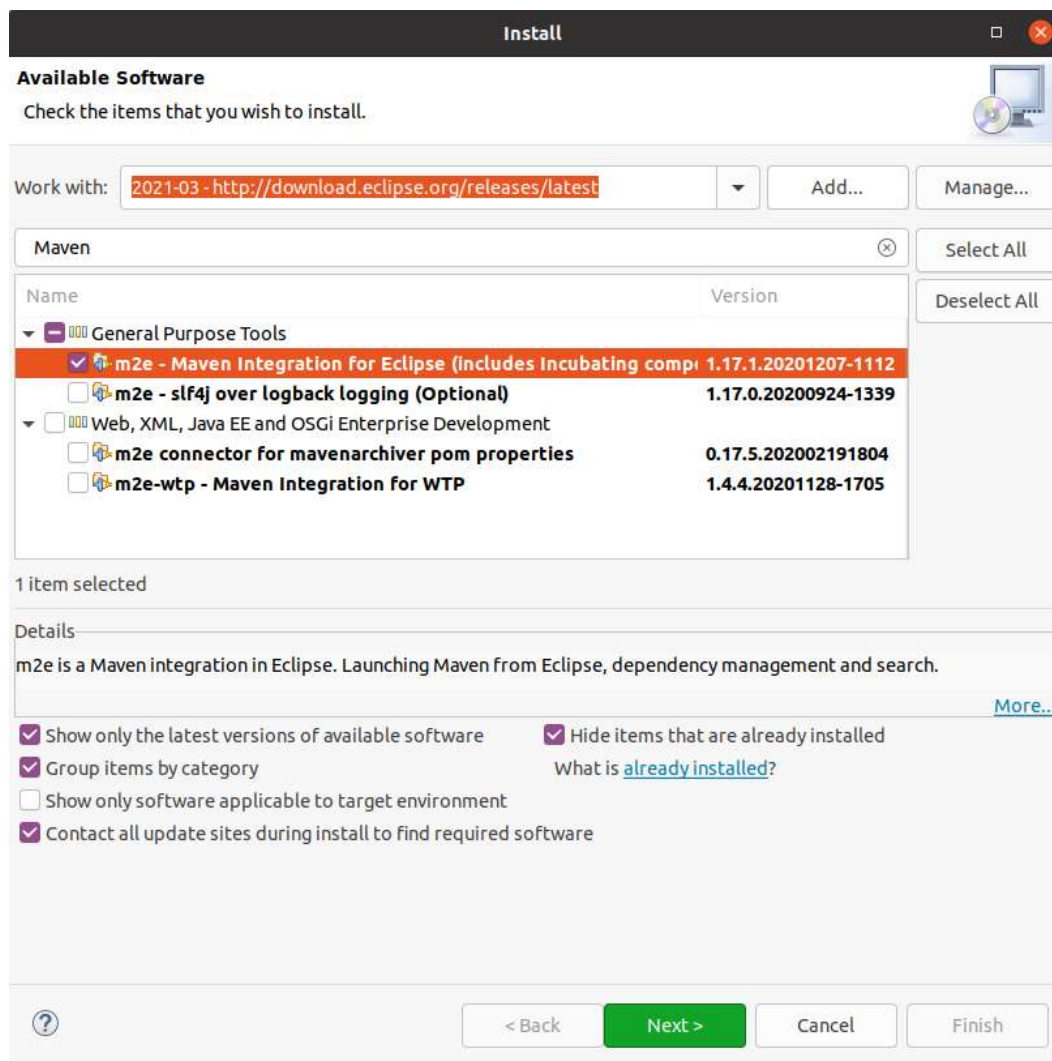 Install
Available Software
Check the items that you wish to install.
Work with: 2021-03 - http://download.eclipse.org/releases/latest Add... Manage...
Maven Select All
Name Version Deselect All
General Purpose Tools
m2e - Maven Integration for Eclipse (includes Incubating comp 1.17.1.20201207-1112
m2e - slf4j over logback logging (Optional) 1.17.0.20200924-1339
Web, XML, Java EE and OSGi Enterprise Development
m2e connector for mavenarchiver pom properties 0.17.5.202002191804
m2e-wtp - Maven Integration for WTP 1.4.4.20201128-1705
1 item selected
Details
m2e is a Maven integration in Eclipse. Launching Maven from Eclipse, dependency management and search.
More..
Show only the latest versions of available software Hide items that are already installed
Group items by category What is already installed?
Show only software applicable to target environment
Contact all update sites during install to find required software
? < Back Next > Cancel Finish